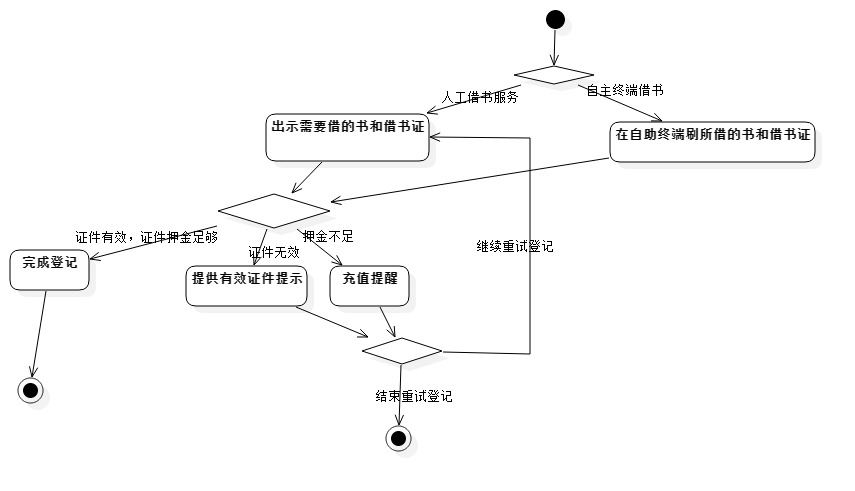 自主终端借书
人工借书服务
出示需要借的书和借书证
在自助终端刷所借的书和借书证
证件有效，证件押金足够
押金不足
证件无效
继续重试登记
完成登记
提供有效证件提示
充值提醒
结束重试登记